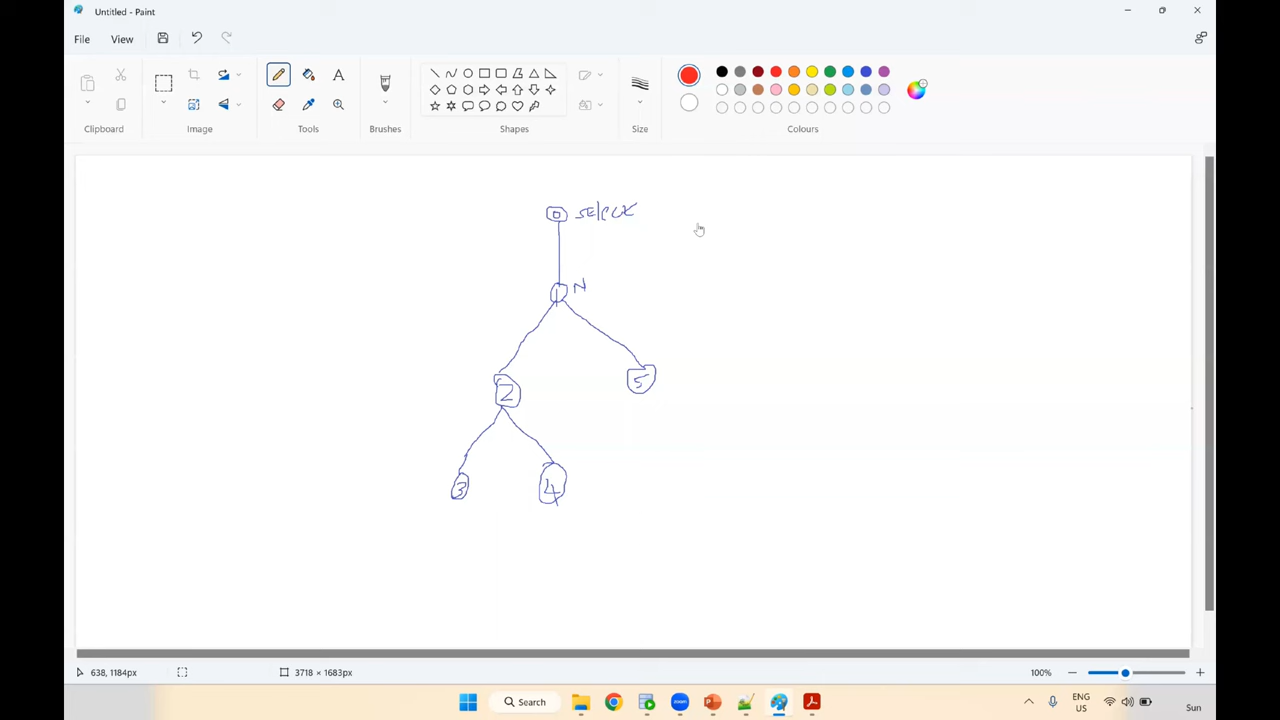 Untitled - Paint
File View
Clipboard Image Tools Brushes Shapes Size Colours
0 select
1 N
2 5
3 4
638, 1184px 3718 × 1683px 100%
Search ENG
US Sun